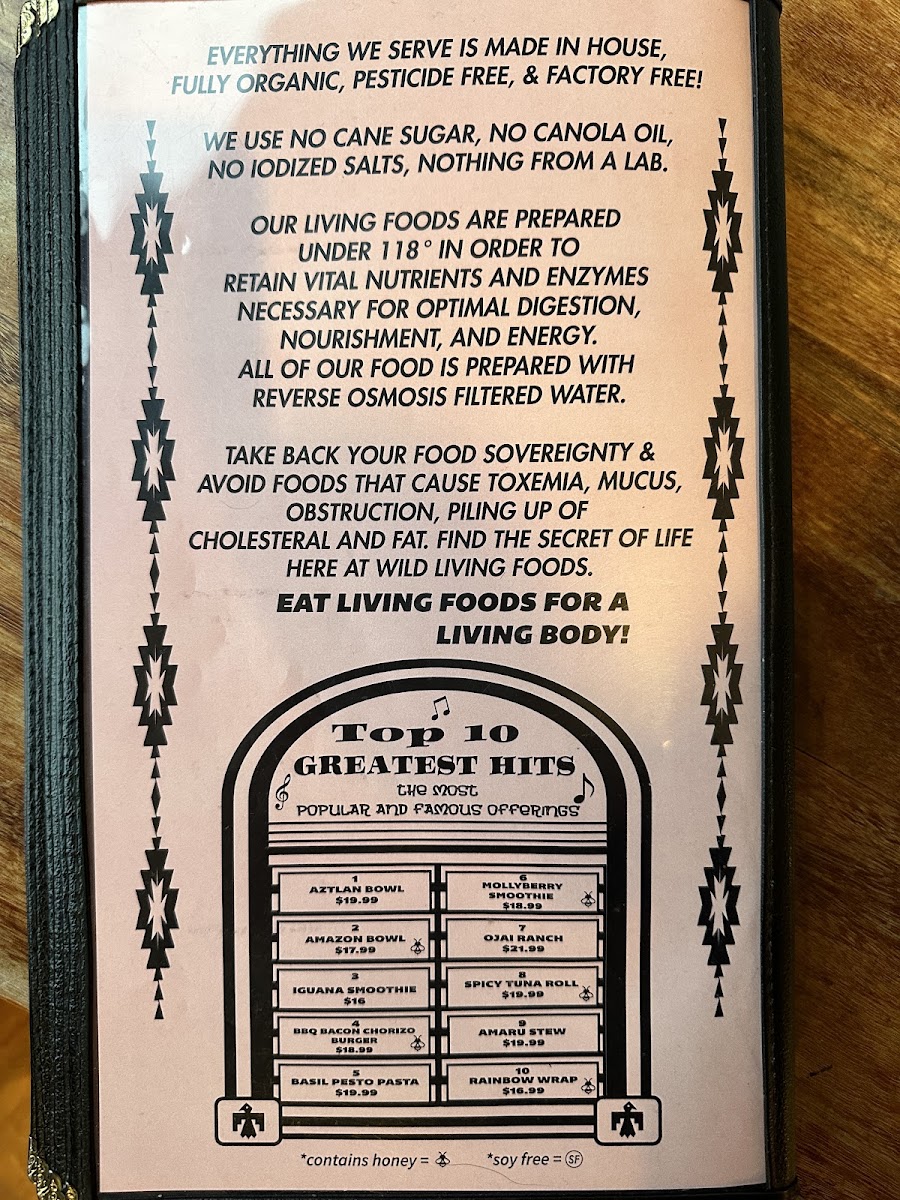 EVERYTHING WE SERVE IS MADE IN HOUSE,
FULLY ORGANIC, PESTICIDE FREE, & FACTORY FREE!
WE USE NO CANE SUGAR, NO CANOLA OIL,
NO IODIZED SALTS, NOTHING FROM A LAB.
OUR LIVING FOODS ARE PREPARED
UNDER 118° IN ORDER TO
RETAIN VITAL NUTRIENTS AND ENZYMES
NECESSARY FOR OPTIMAL DIGESTION,
NOURISHMENT, AND ENERGY.
ALL OF OUR FOOD IS PREPARED WITH
REVERSE OSMOSIS FILTERED WATER.
TAKE BACK YOUR FOOD SOVEREIGNTY &
AVOID FOODS THAT CAUSE TOXEMIA, MUCUS,
OBSTRUCTION, PILING UP OF
CHOLESTERAL AND FAT. FIND THE SECRET OF LIFE
HERE AT WILD LIVING FOODS.
EAT LIVING FOODS FOR A
LIVING BODY!
Top 10
GREATEST HITS
THE MOST
POPULAR AND FAMOUS OFFERINGS
1
AZTLAN BOWL
$19.99
2
AMAZON BOWL
$17.99
3
IGUANA SMOOTHIE
$16
4
BBQ BACON CHORIZO
BURGER
$18.99
5
BASIL PESTO PASTA
$19.99
6
MOLLYBERRY
SMOOTHIE
$18.99
7
OJAI RANCH
$21.99
8
SPICY TUNA ROLL
$19.99
9
AMARU STEW
$19.99
10
RAINBOW WRAP
$16.99
*contains honey = *soy free = SF